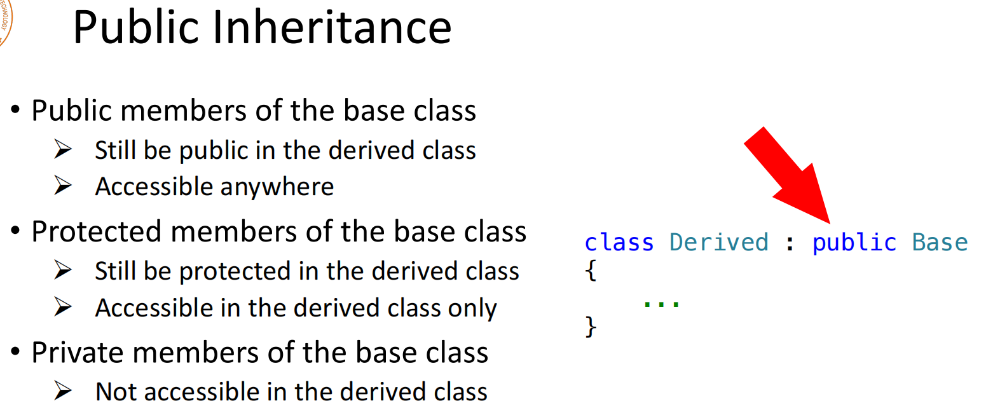 TECHNOLOGY
Public Inheritance
• Public members of the base class
➢ Still be public in the derived class
➢ Accessible anywhere
• Protected members of the base class
➢ Still be protected in the derived class
➢ Accessible in the derived class only
• Private members of the base class
➢ Not accessible in the derived class
class Derived : public Base
{
...
}